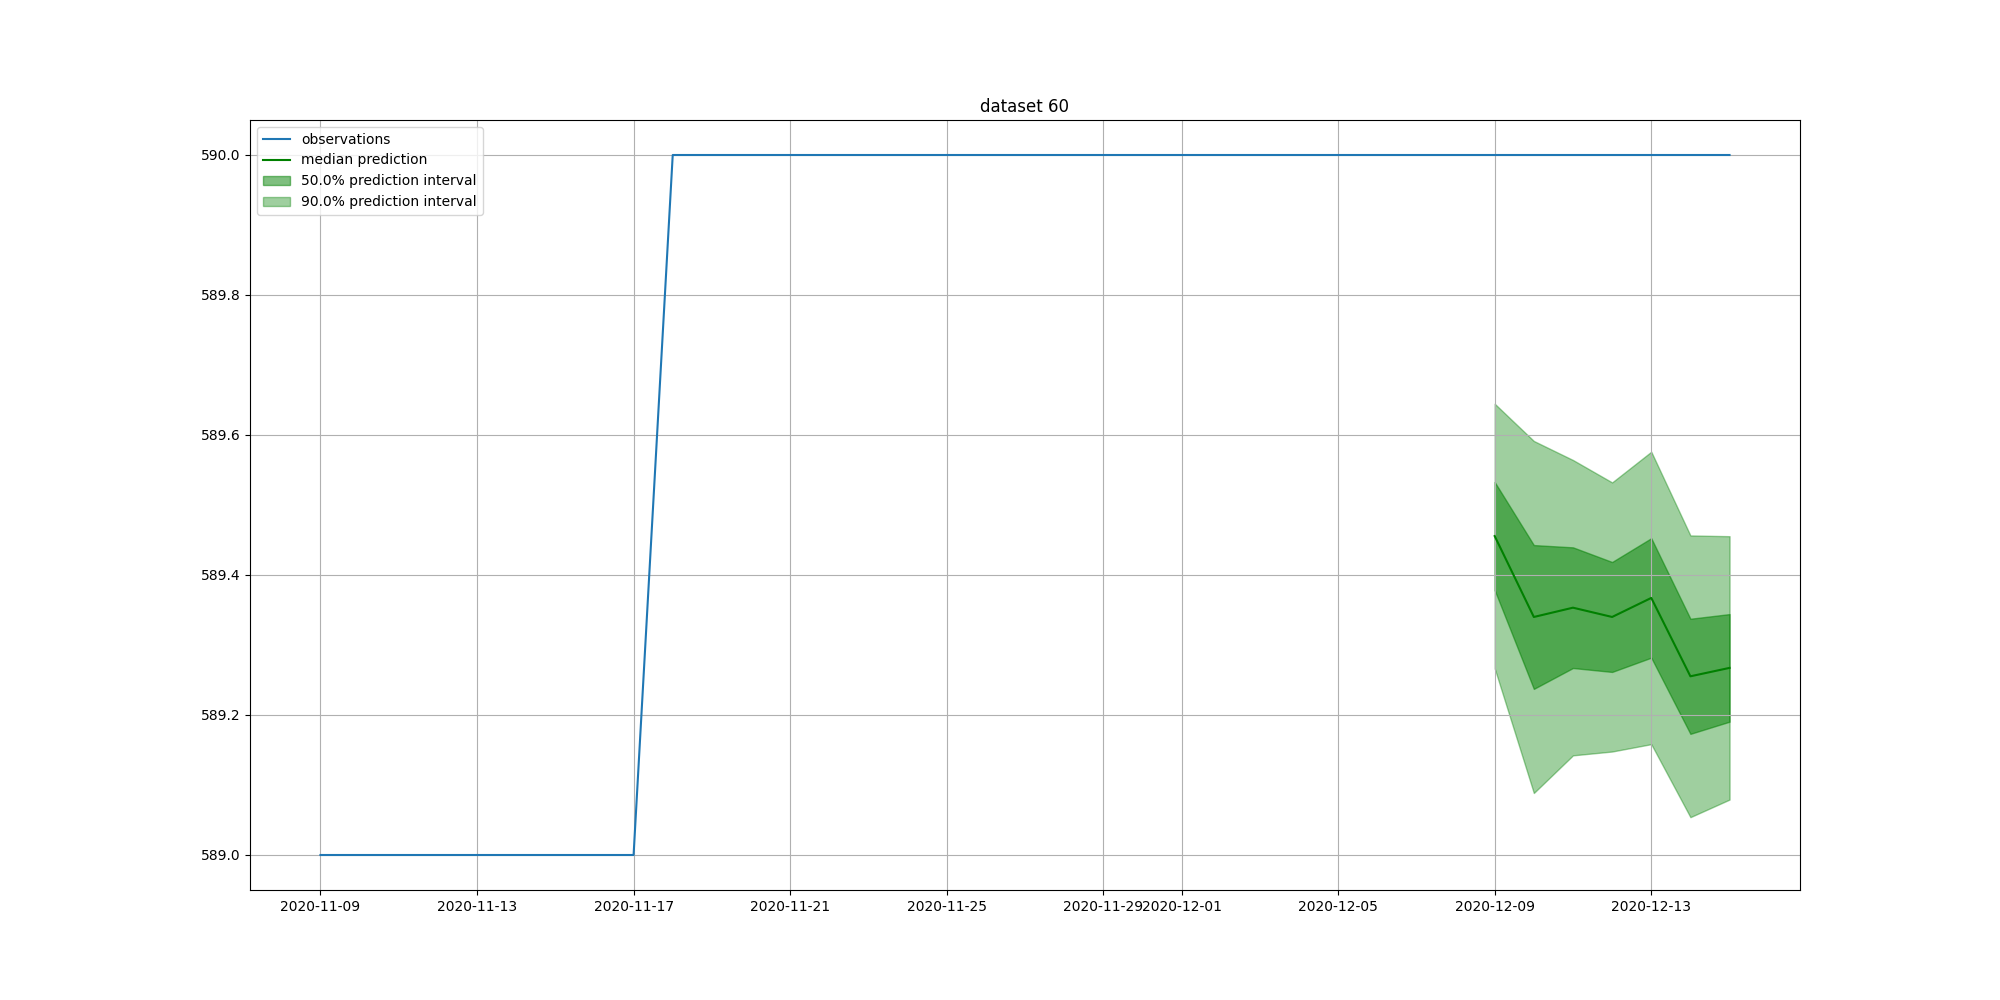 dataset 60
observations
median prediction
50.0% prediction interval
90.0% prediction interval
590.0
589.8
589.6
589.4
589.2
589.0
2020-11-09 2020-11-13 2020-11-17 2020-11-21 2020-11-25 2020-11-29 2020-12-01 2020-12-05 2020-12-09 2020-12-13